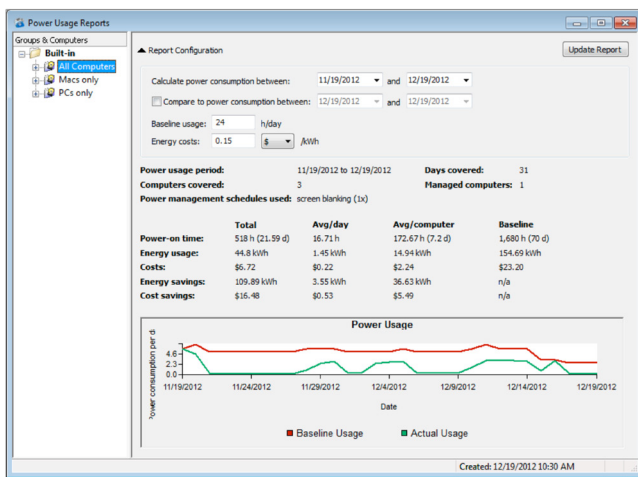 Power Usage Reports
Groups & Computers
Built-in
All Computers
Macs only
PCs only
Report Configuration
Update Report
Calculate power consumption between: 11/19/2012 and 12/19/2012
Compare to power consumption between: 12/19/2012 and 12/19/2012
Baseline usage: 24 h/day
Energy costs: 0.15 $ /kWh
Power usage period: 11/19/2012 to 12/19/2012 Days covered: 31
Computers covered: 3 Managed computers: 1
Power management schedules used: screen blanking (1x)
Total Avg/day Avg/computer Baseline
Power-on time: 518 h (21.59 d) 16.71 h 172.67 h (7.2 d) 1,680 h (70 d)
Energy usage: 44.8 kWh 1.45 kWh 14.94 kWh 154.69 kWh
Costs: $6.72 $0.22 $2.24 $23.20
Energy savings: 109.89 kWh 3.55 kWh 36.63 kWh n/a
Cost savings: $16.48 $0.53 $5.49 n/a
Power Usage
Power consumption per d
4.6
2.3
0.0
11/19/2012 11/24/2012 11/29/2012 12/4/2012 12/9/2012 12/14/2012 12/19/2012
Date
Baseline Usage Actual Usage
Created: 12/19/2012 10:30 AM